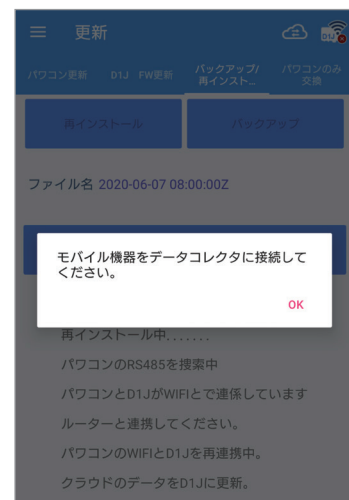 更新
D1J
パワコン更新
D1J FW更新
バックアップ/
再インスト...
パワコンのみ
交換
再インストール
バックアップ
ファイル名 2020-06-07 08:00:00Z
モバイル機器をデータコレクタに接続して
ください。
OK
再インストール中.......
パワコンのRS485を捜索中
パワコンとD1JがWIFIとで連係しています
ルーターと連携してください。
パワコンのWIFIとD1Jを再連携中。
クラウドのデータをD1Jに更新。